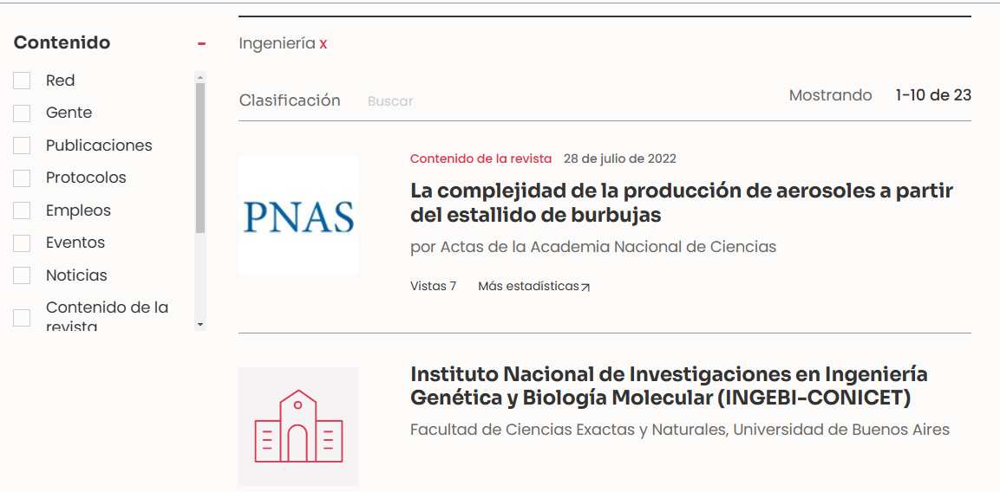 Contenido
Red
Gente
Publicaciones
Protocolos
Empleos
Eventos
Noticias
Contenido de la
revista
Ingeniería x
Clasificación Buscar
Mostrando 1-10 de 23
PNAS
Contenido de la revista 28 de julio de 2022
La complejidad de la producción de aerosoles a partir
del estallido de burbujas
por Actas de la Academia Nacional de Ciencias
Vistas 7 Más estadísticas
Instituto Nacional de Investigaciones en Ingeniería
Genética y Biología Molecular (INGEBI-CONICET)
Facultad de Ciencias Exactas y Naturales, Universidad de Buenos Aires